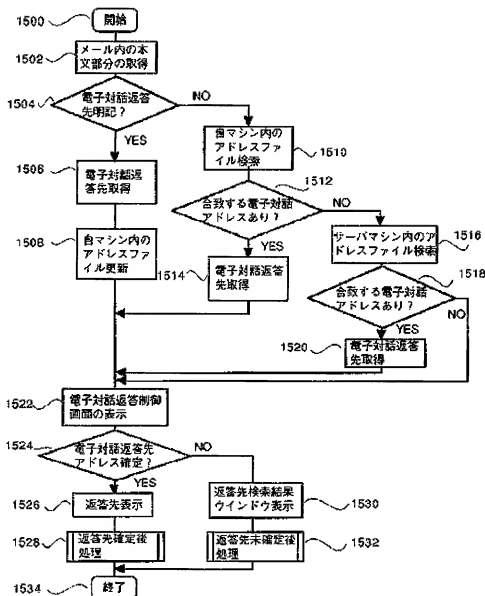 1500
開始
1502
メール内の本
文部分の取得
1504
電子対話返答
先明記?
NO
YES
1506
電子対話返
答先取得
1508
自マシン内の
アドレスファイ
ル更新
自マシン内の
アドレスファ
イル検索
1510
1512
合致する電子対話
アドレスあり?
NO
YES
1514
電子対話返答
先取得
サーバマシン内のア
ドレスファイル検索
1516
1518
合致する電子対話
アドレスあり?
NO
YES
1520
電子対話返答
先取得
1522
電子対話返答制御
画面の表示
1524
電子対話返答先
アドレス確定?
NO
YES
1526
返答先表示
返答先検索結果
ウインドウ表示
1530
1528
返答先確定後
処理
返答先未確定後
処理
1532
1534
終了